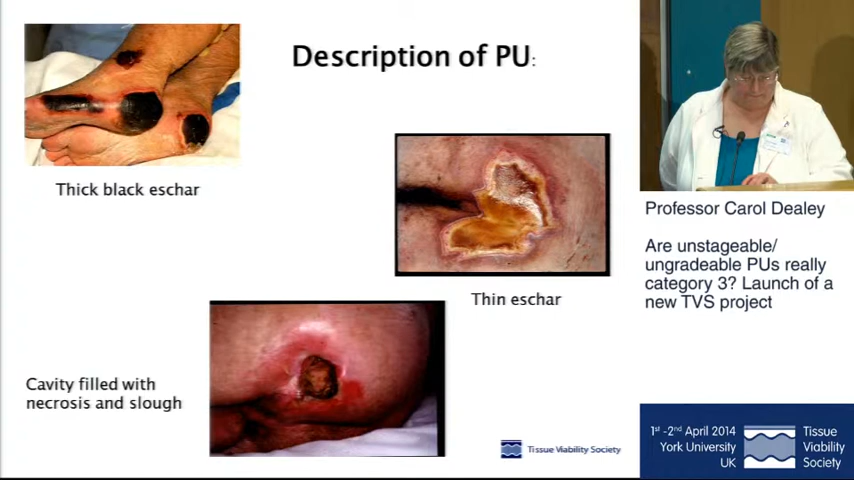 Description of PU:
Thick black eschar
Thin eschar
Cavity filled with
necrosis and slough
Tissue Viability Society
Professor Carol Dealey
Are unstageable/
ungradeable PUs really
category 3? Launch of a
new TVS project
1st -2nd April 2014
York University
UK
Tissue
Viability
Society